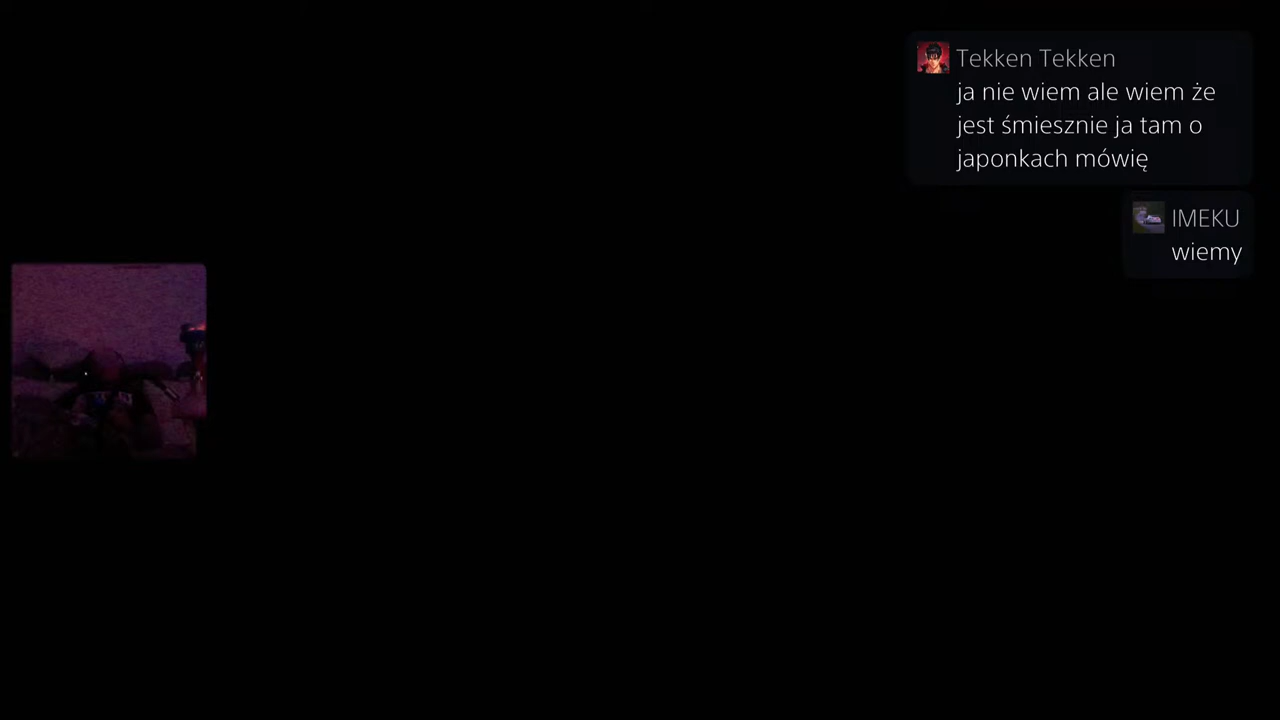 Tekken Tekken
ja nie wiem ale wiem że
jest śmiesznie ja tam o
japonkach mówię
IMEKU
wiemy